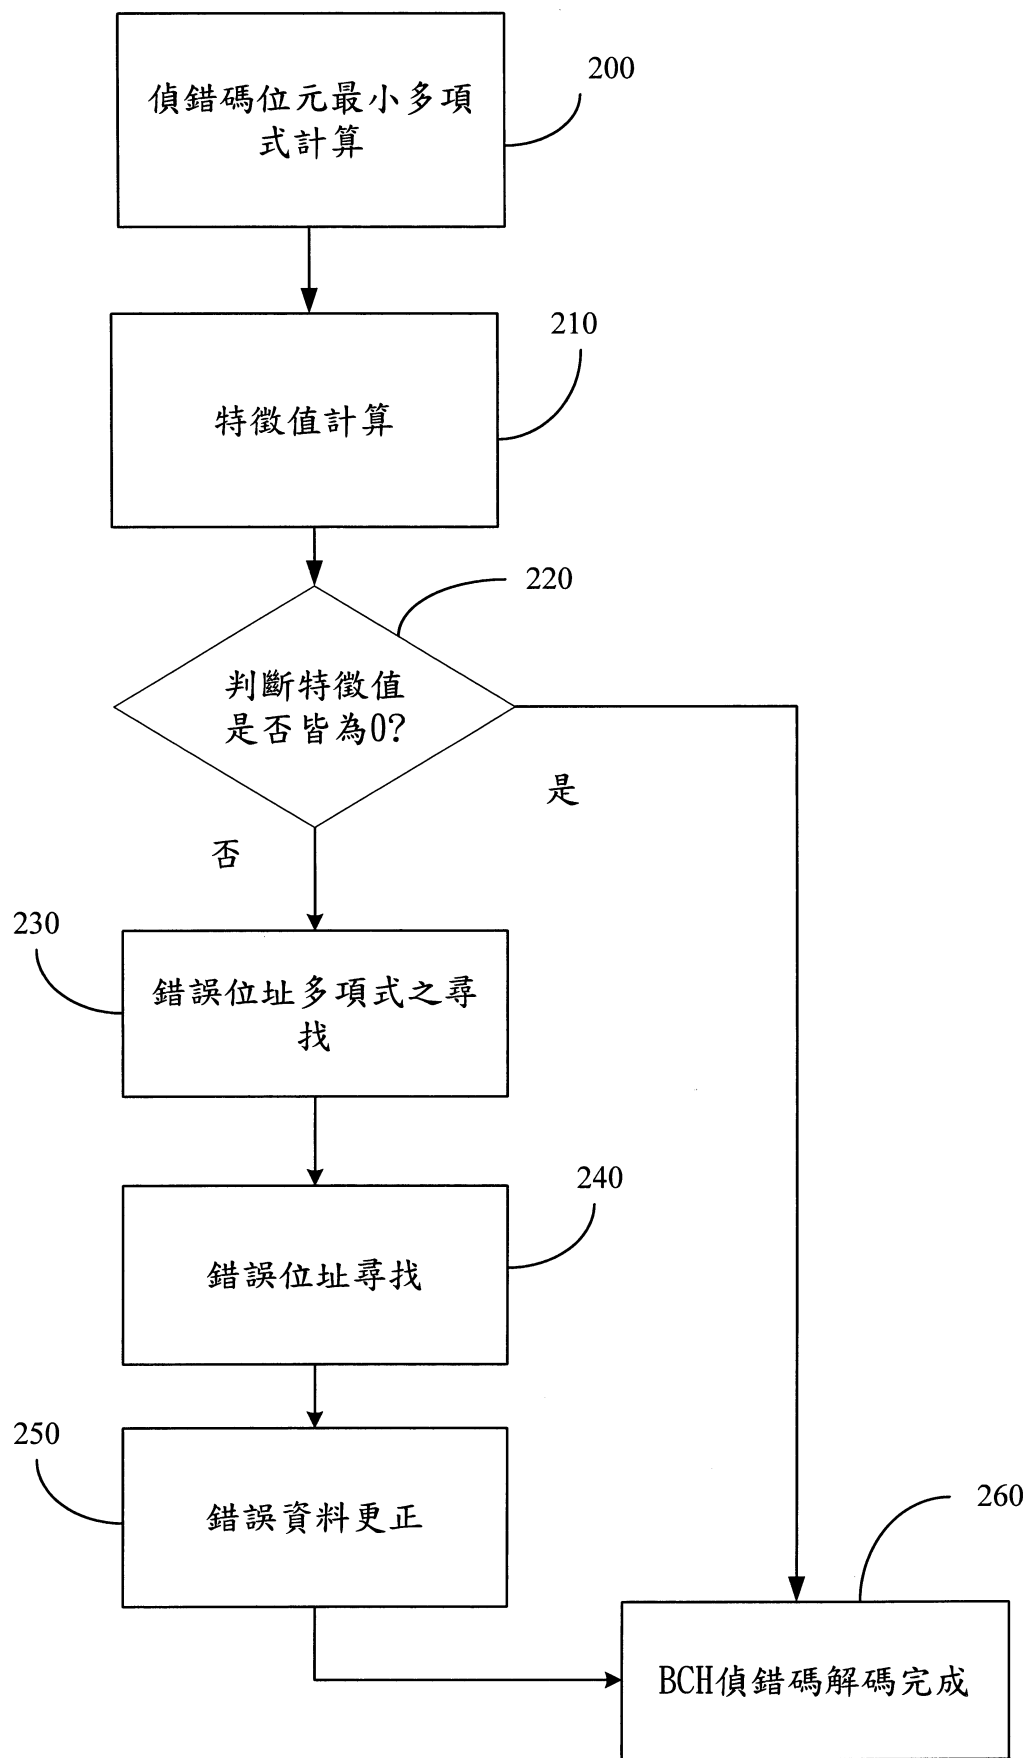 偵錯碼位元最小多項
式計算
200
特徵值計算
210
判斷特徵值
是否皆為0?
220
是
否
錯誤位址多項式之尋
找
230
錯誤位址尋找
240
錯誤資料更正
250
BCH偵錯碼解碼完成
260